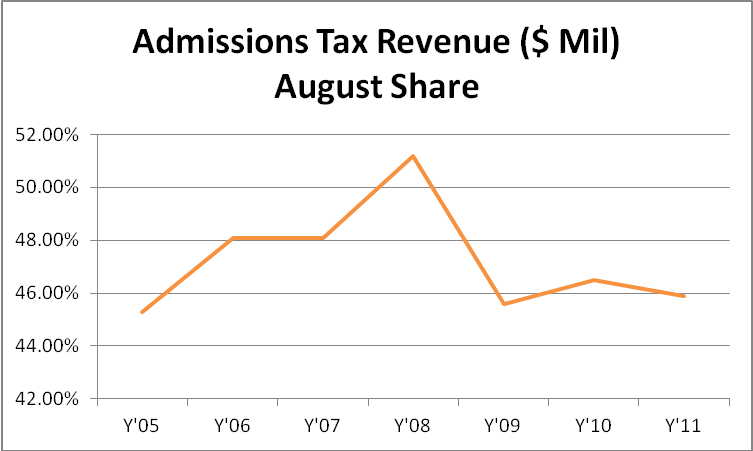 Admissions Tax Revenue ($ Mil)
August Share
52.00%
50.00%
48.00%
46.00%
44.00%
42.00%
Y'05 Y'06 Y'07 Y'08 Y'09 Y'10 Y'11